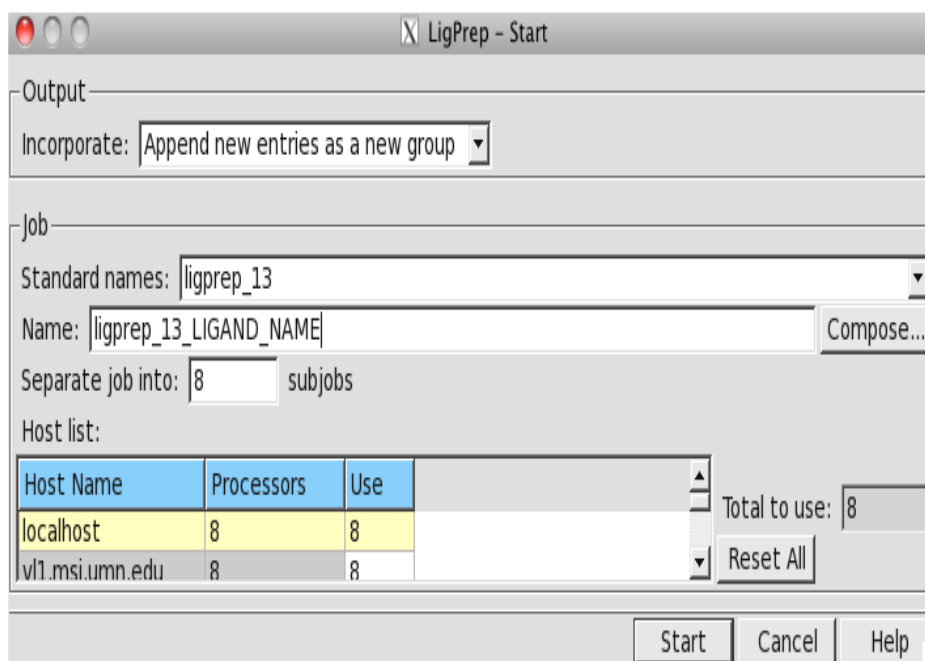 X LigPrep – Start
Output
Incorporate: Append new entries as a new group
Job
Standard names: ligprep_13
Name: ligprep_13_LIGAND_NAME Compose...
Separate job into: 8 subjobs
Host list:
Host Name Processors Use
localhost 8 8
Total to use: 8
vl1.msi.umn.edu 8 8
Reset All
Start Cancel Help